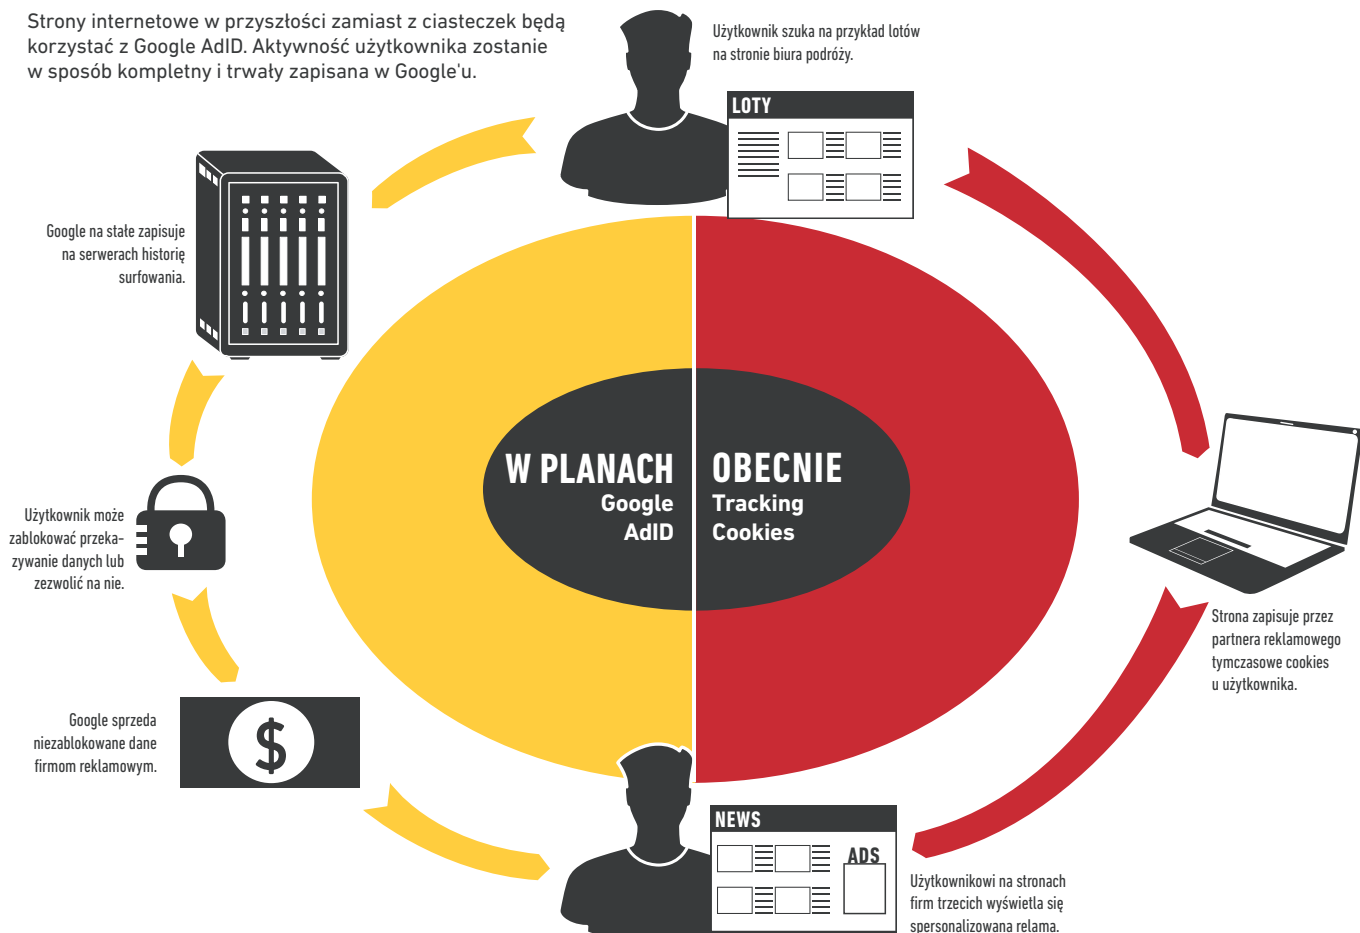 Strony internetowe w przyszłości zamiast z ciasteczek będą
korzystać z Google AdID. Aktywność użytkownika zostanie
w sposób kompletny i trwały zapisana w Google'u.
Użytkownik szuka na przykład lotów
na stronie biura podróży.
LOTY
Google na stałe zapisuje
na serwerach historię
surfowania.
W PLANACH
Google
AdID
OBECNIE
Tracking
Cookies
Użytkownik może
zablokować przeka-
zywanie danych lub
zezwolić na nie.
Strona zapisuje przez
partnera reklamowego
tymczasowe cookies
u użytkownika.
Google sprzeda
niezablokowane dane
firmom reklamowym.
$
NEWS
ADS
Użytkownikowi na stronach
firm trzecich wyświetla się
spersonalizowana relama.